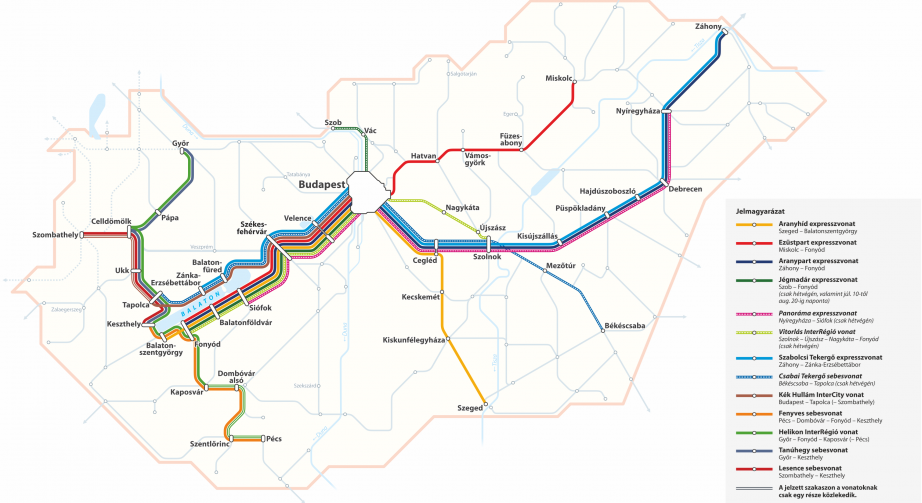 Záhony
Salgótarján
Miskolc
Nyíregyháza
Szob
Vác
Eger
Füzes-
abony
Győr
Hatvan
Vámos-
györk
Tatabánya
Budapest
Hajdúszoboszló
Debrecen
Püspökladány
Pápa
Velence
Nagykáta
Celldömölk
Székes-
fehérvár
Újszász
Kisújszállás
Szombathely
Veszprém
Cegléd
Szolnok
Balaton-
füred
Ukk
Zánka-
Erzsébettábor
Mezőtúr
BALATON
Tapolca
Kecskemét
Siófok
Zalaegerszeg
Balatonföldvár
Keszthely
Békéscsaba
Balaton-
szentgyörgy
Fonyód
Kiskunfélegyháza
Dombóvár
alsó
Kaposvár
Szekszárd
Szeged
Szentlőrinc
Pécs
Jelmagyarázat
Aranyhíd expresszvonat
Szeged – Balatonszentgyörgy
Ezüstpart expresszvonat
Miskolc – Fonyód
Aranypart expresszvonat
Záhony – Fonyód
Jégmadár expresszvonat
Szob – Fonyód
(csak hétvégén, valamint júl. 10-től
aug. 20-ig naponta)
Panoráma expresszvonat
Nyíregyháza – Siófok (csak hétvégén)
Vitorlás InterRégió vonat
Szolnok – Újszász – Nagykáta – Fonyód
(csak hétvégén)
Szabolcsi Tekergő expresszvonat
Záhony – Zánka-Erzsébettábor
Csabai Tekergő sebesvonat
Békéscsaba – Tapolca (csak hétvégén)
Kék Hullám InterCity vonat
Budapest – Tapolca (– Szombathely)
Fenyves sebesvonat
Pécs – Dombóvár – Fonyód – Keszthely
Helikon InterRégió vonat
Győr – Fonyód – Kaposvár (– Pécs)
Tanúhegy sebesvonat
Győr – Keszthely
Lesence sebesvonat
Szombathely – Keszthely
A jelzett szakaszon a vonatoknak
csak egy része közlekedik.